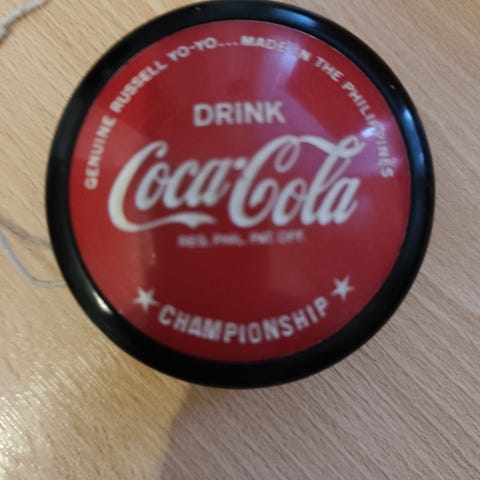 GENUINE RUSSELL YO-YO...MADE IN THE PHILIPPINES
DRINK
Coca-Cola
REG. PHIL. PAT. OFF.
CHAMPIONSHIP